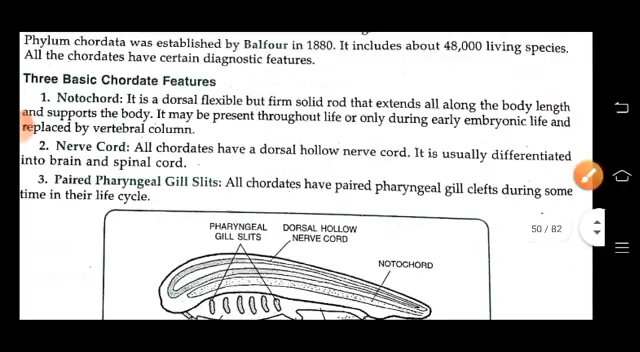 Phylum chordata was established by Balfour in 1880. It includes about 48,000 living species.
All the chordates have certain diagnostic features.
Three Basic Chordate Features
1. Notochord: It is a dorsal flexible but firm solid rod that extends all along the body length
and supports the body. It may be present throughout life or only during early embryonic life and
replaced by vertebral column.
2. Nerve Cord: All chordates have a dorsal hollow nerve cord. It is usually differentiated
into brain and spinal cord.
3. Paired Pharyngeal Gill Slits: All chordates have paired pharyngeal gill clefts during some
time in their life cycle.
PHARYNGEAL
GILL SLITS
DORSAL HOLLOW
NERVE CORD
NOTOCHORD
50 / 82